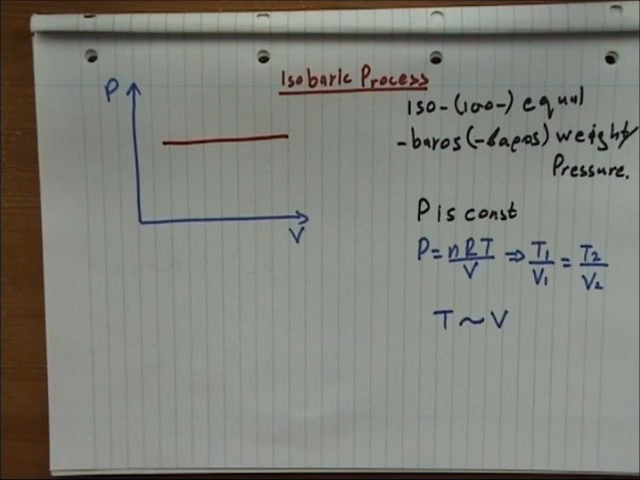 Isobaric Process
P
V
iso-(ισο-) equal
-baros (-βαρος) weight/
Pressure.
P is const
P = nRT/V ⇒ T₁/V₁ = T₂/V₂
T ~ V